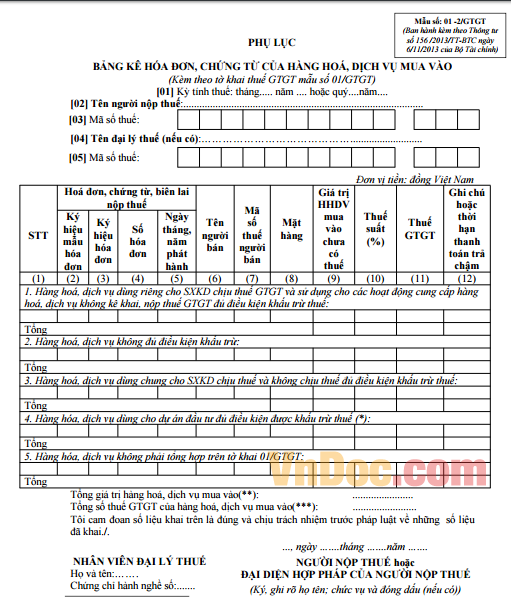 Mẫu số: 01 -2/GTGT
(Ban hành kèm theo Thông tư
số 156 /2013/TT-BTC ngày
6/11/2013 của Bộ Tài chính)
PHỤ LỤC
BẢNG KÊ HÓA ĐƠN, CHỨNG TỪ CỦA HÀNG HOÁ, DỊCH VỤ MUA VÀO
(Kèm theo tờ khai thuế GTGT mẫu số 01/GTGT)
[01] Kỳ tính thuế: tháng..... năm .... hoặc quý....năm....
[02] Tên người nộp thuế:..........................................................................
[03] Mã số thuế:
[04] Tên đại lý thuế (nếu có):……………………………………………
[05] Mã số thuế:
Đơn vị tiền: đồng Việt Nam
STT
Hoá đơn, chứng từ, biên lai nộp thuế
Ký hiệu mẫu hóa đơn
Ký hiệu hóa đơn
Số hóa đơn
Ngày tháng, năm phát hành
Tên người bán
Mã số thuế người bán
Mặt hàng
Giá trị HHDV mua vào chưa có thuế
Thuế suất (%)
Thuế GTGT
Ghi chú hoặc thời hạn thanh toán trả chậm
(1) (2) (3) (4) (5) (6) (7) (8) (9) (10) (11) (12)
1. Hàng hoá, dịch vụ dùng riêng cho SXKD chịu thuế GTGT và sử dụng cho các hoạt động cung cấp hàng
hoá, dịch vụ không kê khai, nộp thuế GTGT đủ điều kiện khấu trừ thuế:
Tổng
2. Hàng hoá, dịch vụ không đủ điều kiện khấu trừ:
Tổng
3. Hàng hoá, dịch vụ dùng chung cho SXKD chịu thuế và không chịu thuế đủ điều kiện khấu trừ thuế:
Tổng
4. Hàng hóa, dịch vụ dùng cho dự án đầu tư đủ điều kiện được khấu trừ thuế (*):
Tổng
5. Hàng hóa, dịch vụ không phải tổng hợp trên tờ khai 01/GTGT:
Tổng
VnDoc.com
Tổng giá trị hàng hoá, dịch vụ mua vào(**): ....................
Tổng số thuế GTGT của hàng hoá, dịch vụ mua vào(***): ....................
Tôi cam đoan số liệu khai trên là đúng và chịu trách nhiệm trước pháp luật về những số liệu
đã khai./.
..., ngày ......tháng ......năm ....
NHÂN VIÊN ĐẠI LÝ THUẾ
Họ và tên:…….
Chứng chỉ hành nghề số:......
NGƯỜI NỘP THUẾ hoặc
ĐẠI DIỆN HỢP PHÁP CỦA NGƯỜI NỘP THUẾ
(Ký, ghi rõ họ tên; chức vụ và đóng dấu (nếu có))